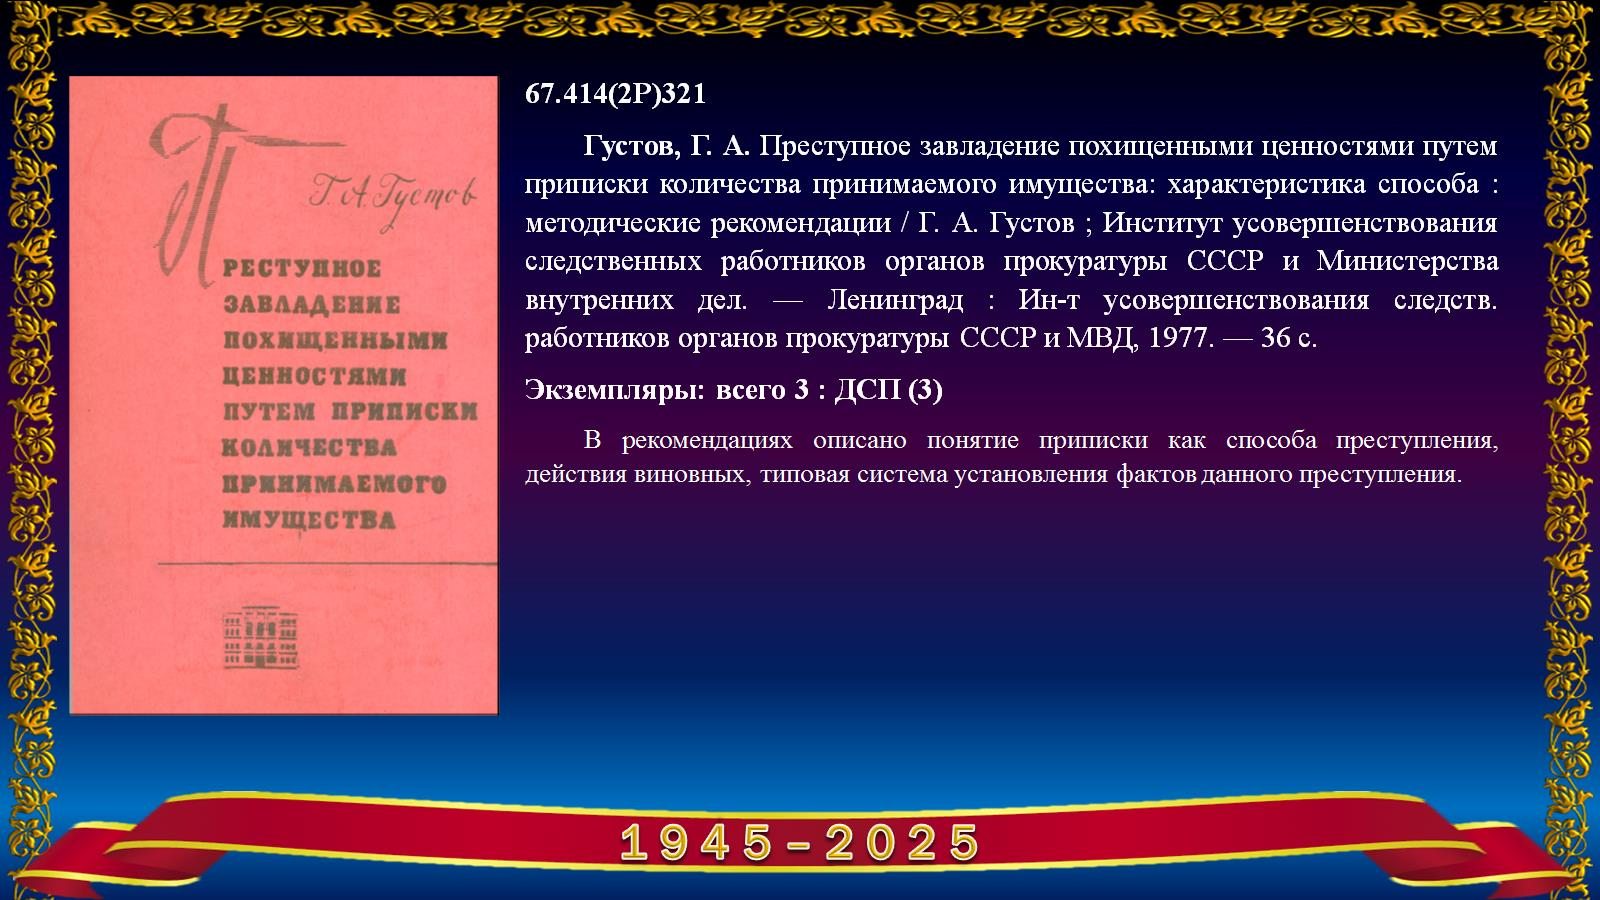 Г. А. Густов
ПРЕСТУПНОЕ
ЗАВЛАДЕНИЕ
ПОХИЩЕННЫМИ
ЦЕННОСТЯМИ
ПУТЕМ ПРИПИСКИ
КОЛИЧЕСТВА
ПРИНИМАЕМОГО
ИМУЩЕСТВА
67.414(2Р)321
Густов, Г. А. Преступное завладение похищенными ценностями путем
приписки количества принимаемого имущества: характеристика способа :
методические рекомендации / Г. А. Густов ; Институт усовершенствования
следственных работников органов прокуратуры СССР и Министерства
внутренних дел. — Ленинград : Ин-т усовершенствования следств.
работников органов прокуратуры СССР и МВД, 1977. — 36 с.
Экземпляры: всего 3 : ДСП (3)
В рекомендациях описано понятие приписки как способа преступления,
действия виновных, типовая система установления фактов данного преступления.
1945–2025